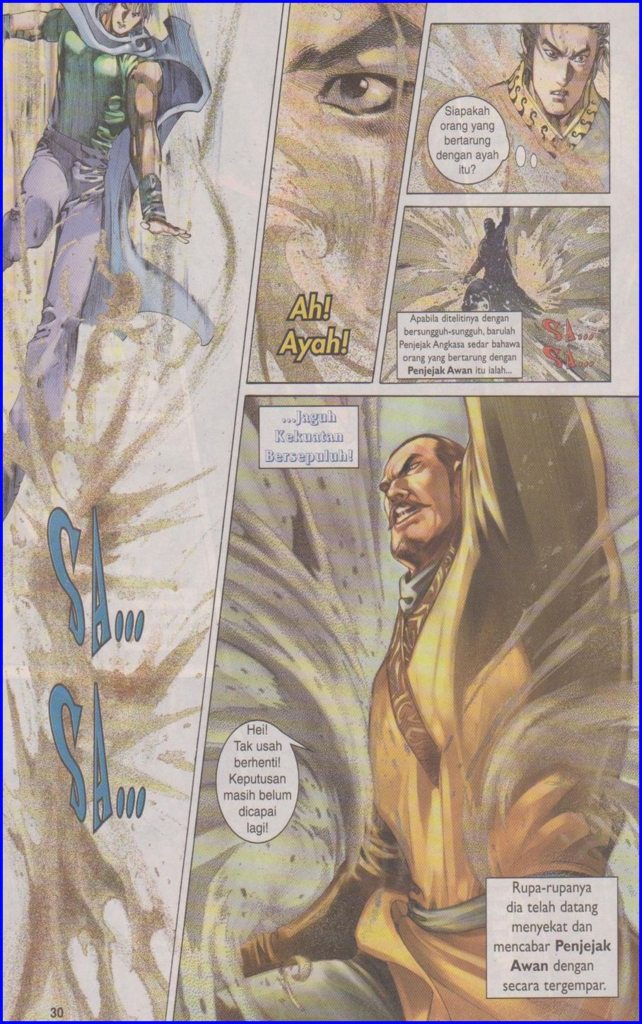 Ah!
Ayah!
Siapakah
orang yang
bertarung
dengan ayah
itu?
Apabila ditelitinya dengan
bersungguh-sungguh, barulah
Penjejak Angkasa sedar bahawa
orang yang bertarung dengan
Penjejak Awan itu ialah...
SA...
SA...
...Jaguh
Kekuatan
Bersepuluh!
SA...
SA...
Hei!
Tak usah
berhenti!
Keputusan
masih belum
dicapai
lagi!
Rupa-rupanya
dia telah datang
menyekat dan
mencabar Penjejak
Awan dengan
secara tergempar.
30